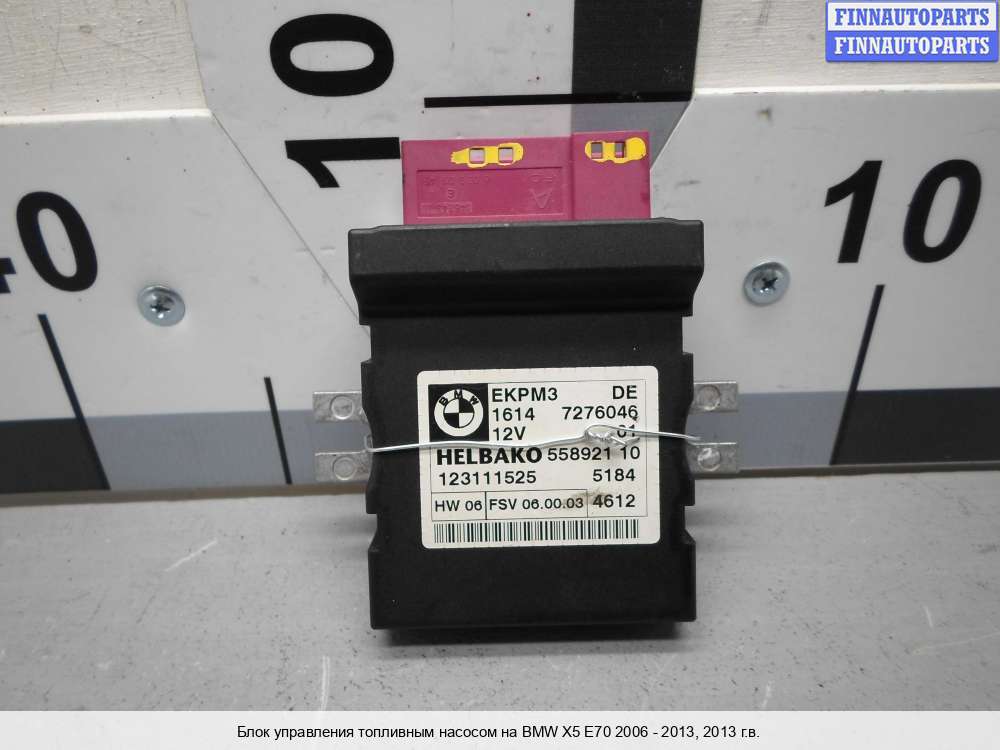 FINNAUTOPARTS
FINNAUTOPARTS
10
40
10
BMW
EKPM3 DE
1614 7276046
12V 01
HELBAKO 558921 10
123111525 5184
HW 06 FSV 06.00.03 4612
Блок управления топливным насосом на BMW X5 E70 2006 - 2013, 2013 г.в.